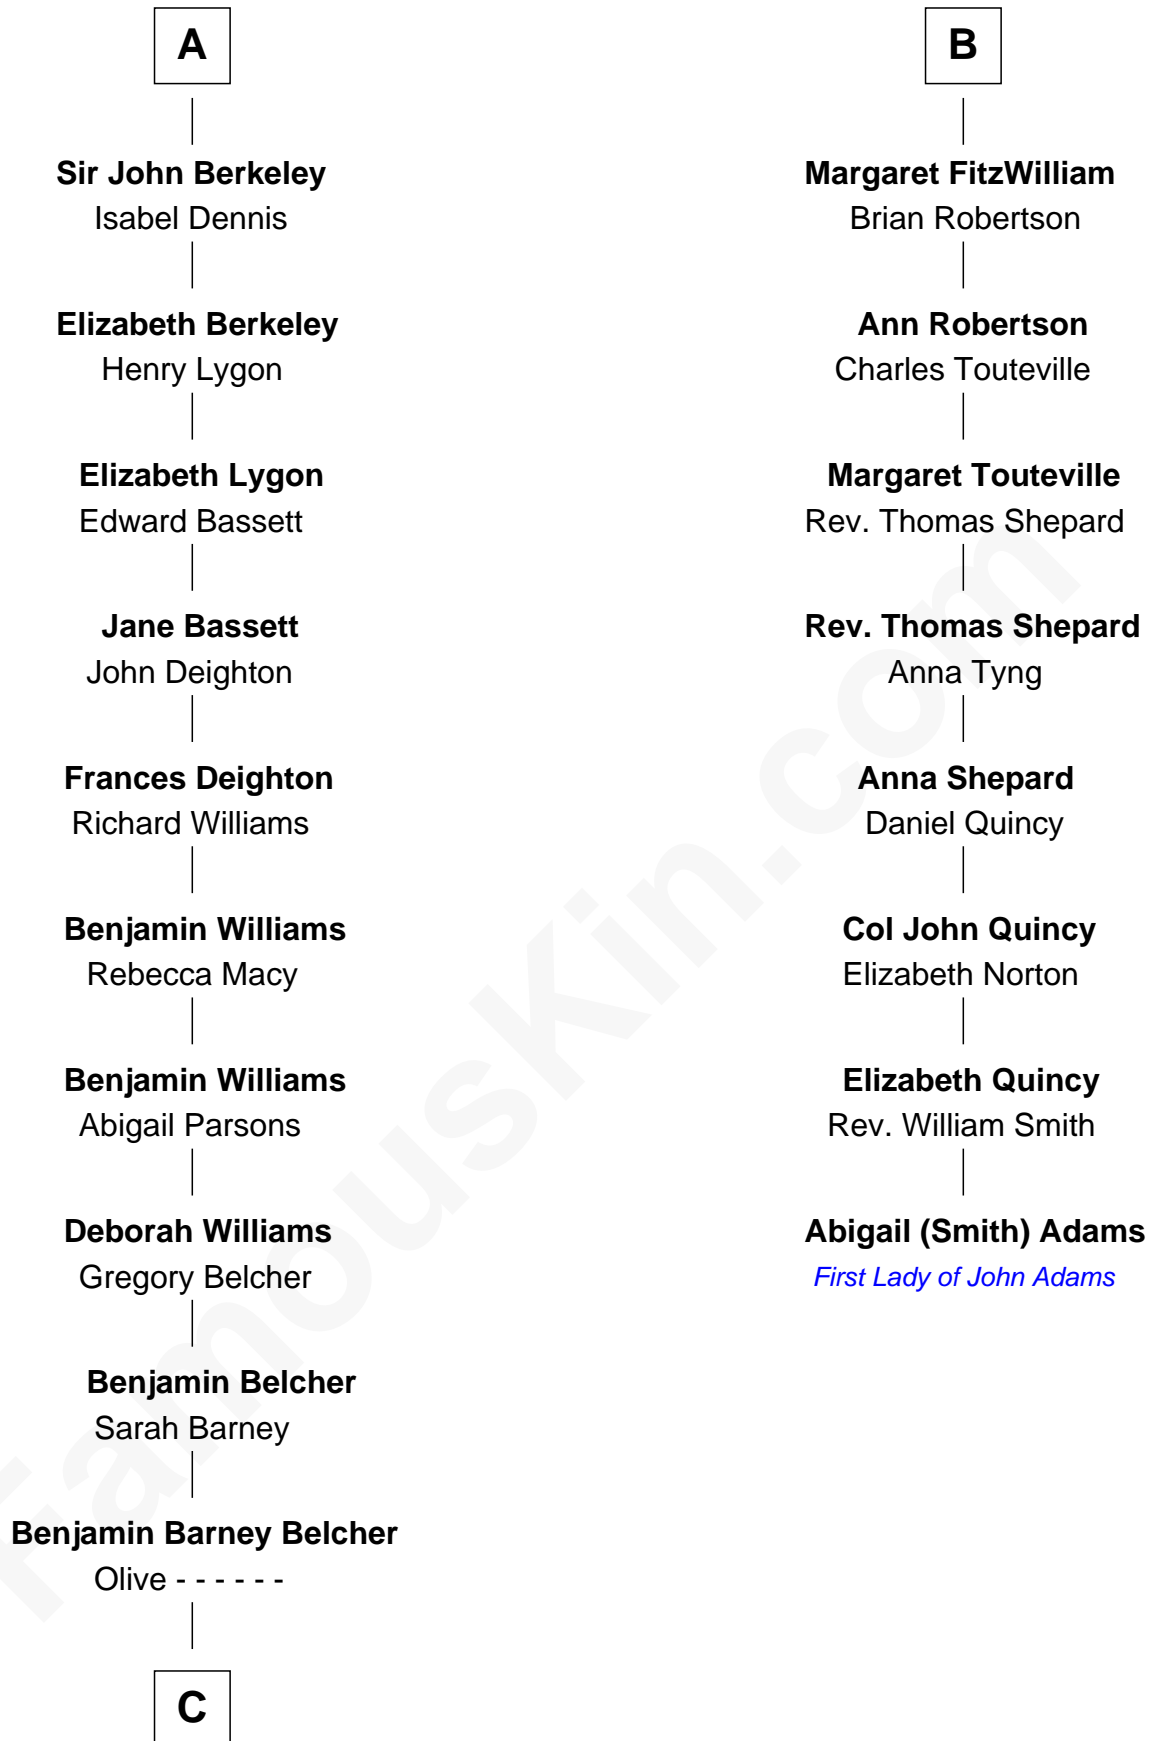 A
Sir John Berkeley
Isabel Dennis
Elizabeth Berkeley
Henry Lygon
Elizabeth Lygon
Edward Bassett
Jane Bassett
John Deighton
Frances Deighton
Richard Williams
Benjamin Williams
Rebecca Macy
Benjamin Williams
Abigail Parsons
Deborah Williams
Gregory Belcher
Benjamin Belcher
Sarah Barney
Benjamin Barney Belcher
Olive - - - - - -
C
B
Margaret FitzWilliam
Brian Robertson
Ann Robertson
Charles Touteville
Margaret Touteville
Rev. Thomas Shepard
Rev. Thomas Shepard
Anna Tyng
Anna Shepard
Daniel Quincy
Col John Quincy
Elizabeth Norton
Elizabeth Quincy
Rev. William Smith
Abigail (Smith) Adams
First Lady of John Adams
FamousKin.com